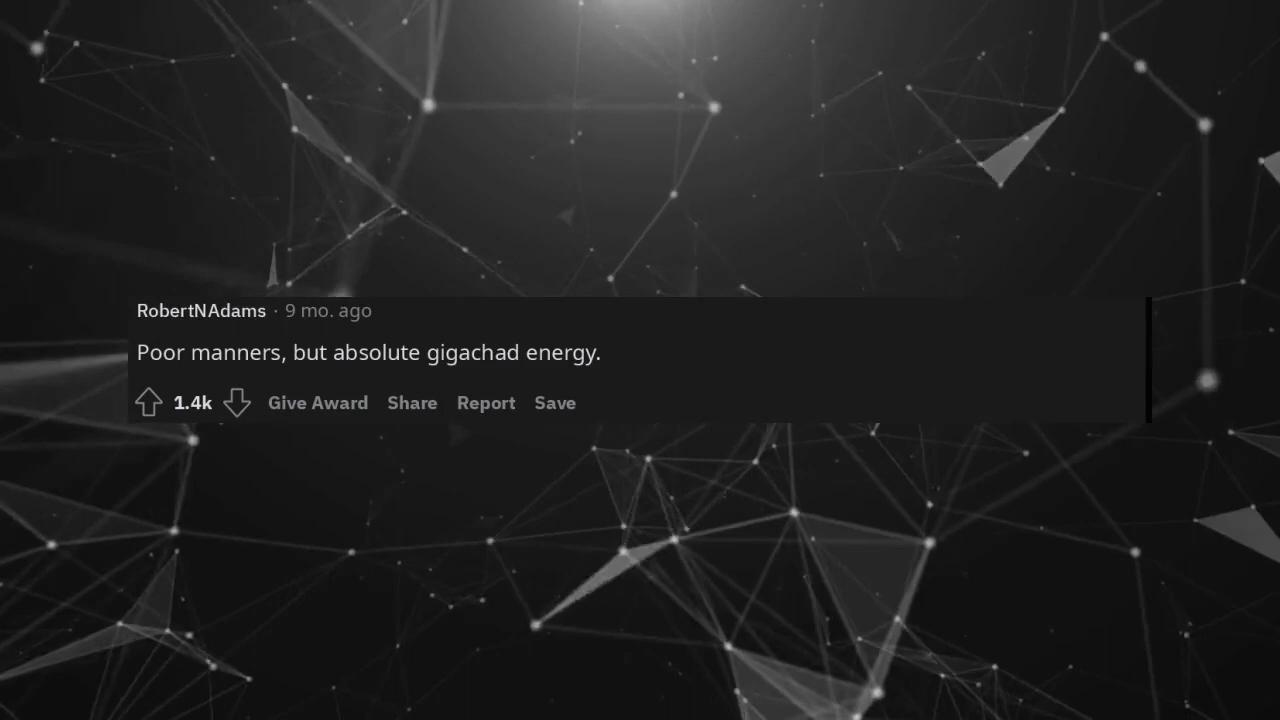 RobertNAdams · 9 mo. ago
Poor manners, but absolute gigachad energy.
1.4k Give Award Share Report Save